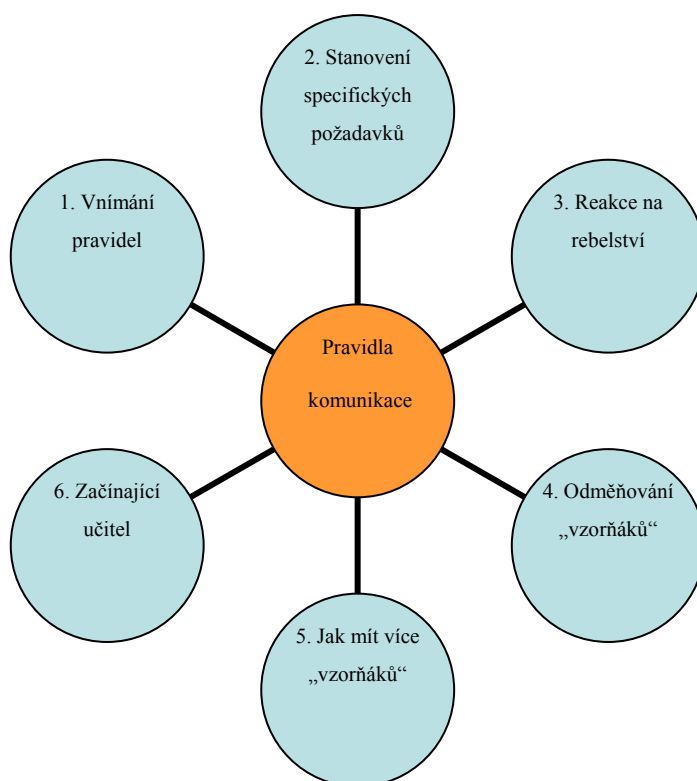 2. Stanovení
specifických
požadavků
1. Vnímání
pravidel
3. Reakce na
rebelství
Pravidla
komunikace
6. Začínající
učitel
4. Odměňování
„vzorňáků“
5. Jak mít více
„vzorňáků“